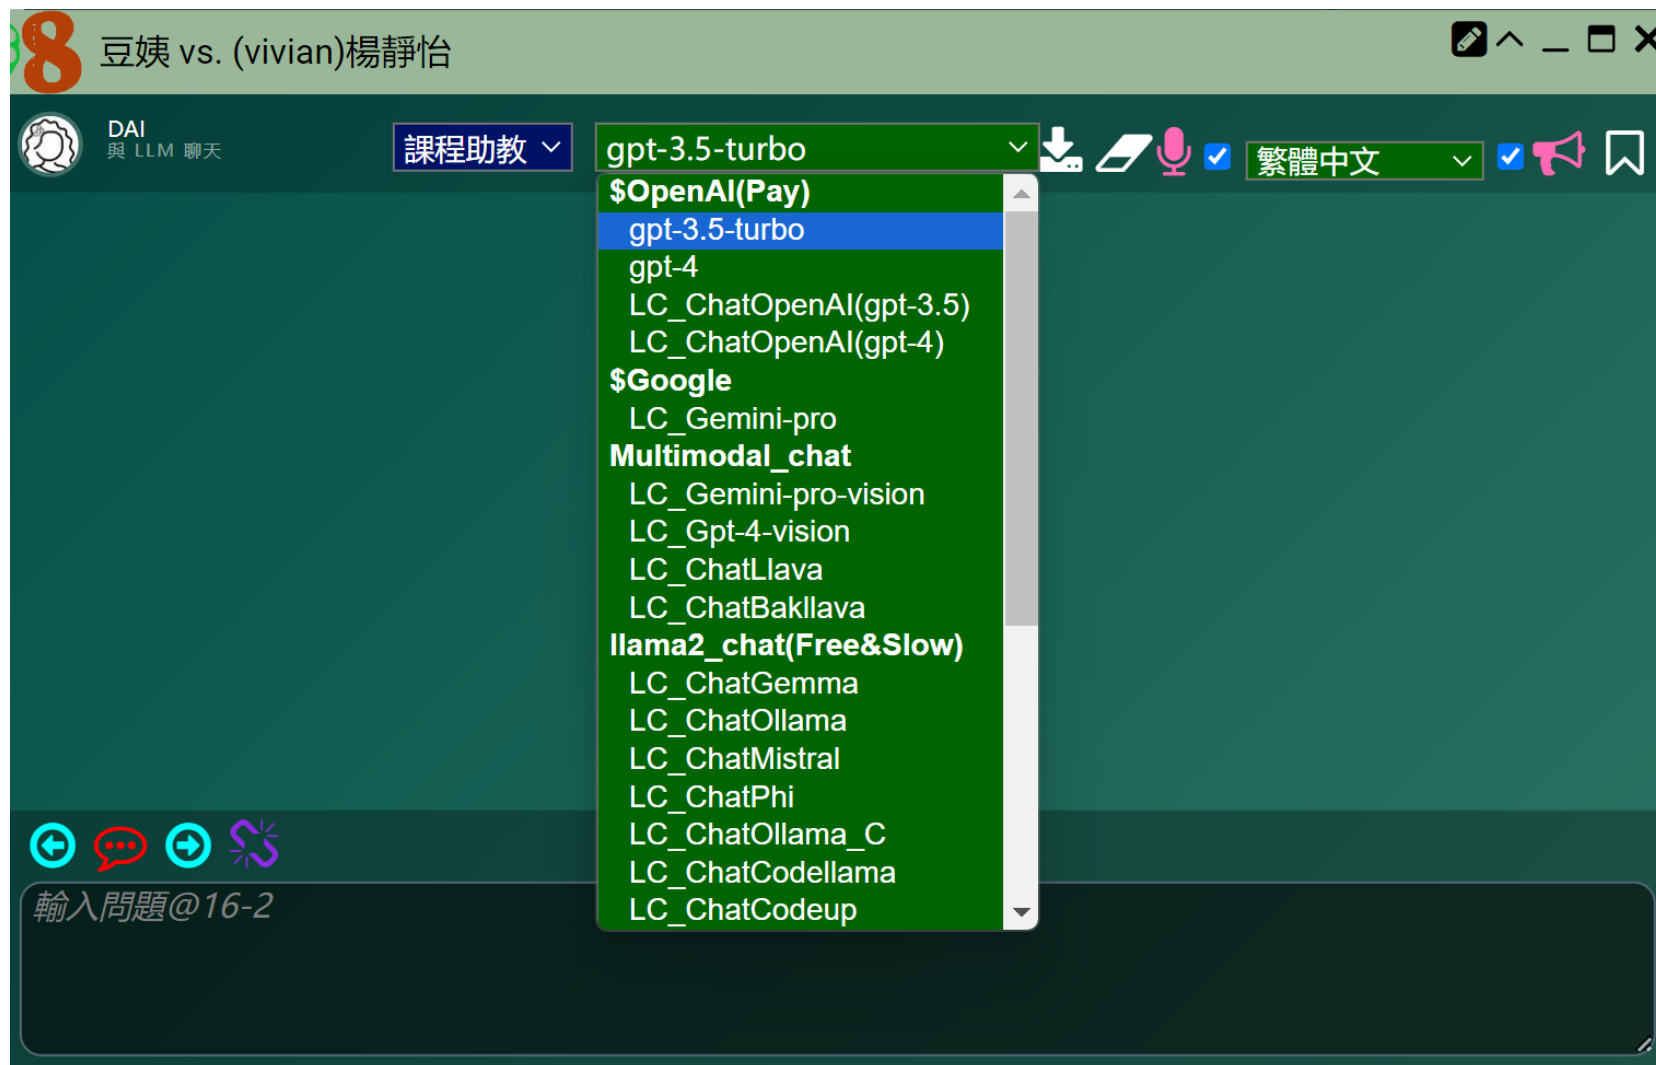 8
豆姨 vs. (vivian)楊靜怡
DAI
與 LLM 聊天
課程助教
gpt-3.5-turbo
繁體中文
$OpenAI(Pay)
gpt-3.5-turbo
gpt-4
LC_ChatOpenAI(gpt-3.5)
LC_ChatOpenAI(gpt-4)
$Google
LC_Gemini-pro
Multimodal_chat
LC_Gemini-pro-vision
LC_Gpt-4-vision
LC_ChatLlava
LC_ChatBakllava
llama2_chat(Free&Slow)
LC_ChatGemma
LC_ChatOllama
LC_ChatMistral
LC_ChatPhi
LC_ChatOllama_C
LC_ChatCodellama
LC_ChatCodeup
輸入問題@16-2